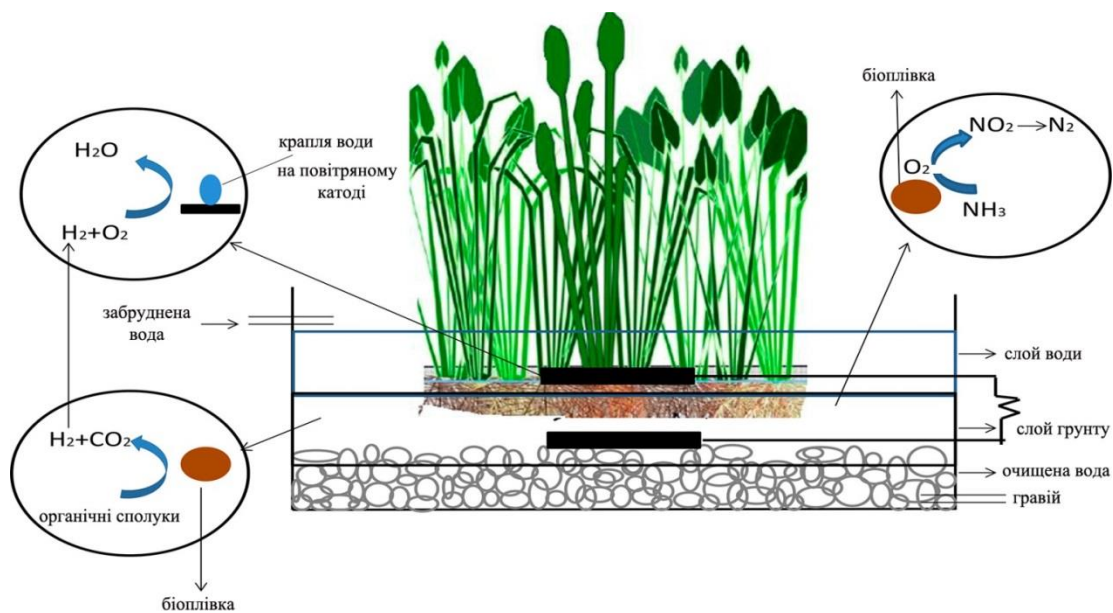 біоплівка
NO₂ → N₂
O₂
NH₃
H₂O
H₂+O₂
крапля води
на повітряному
катоді
забруднена
вода
слой води
слой грунту
очищена вода
гравій
H₂+CO₂
органічні сполуки
біоплівка